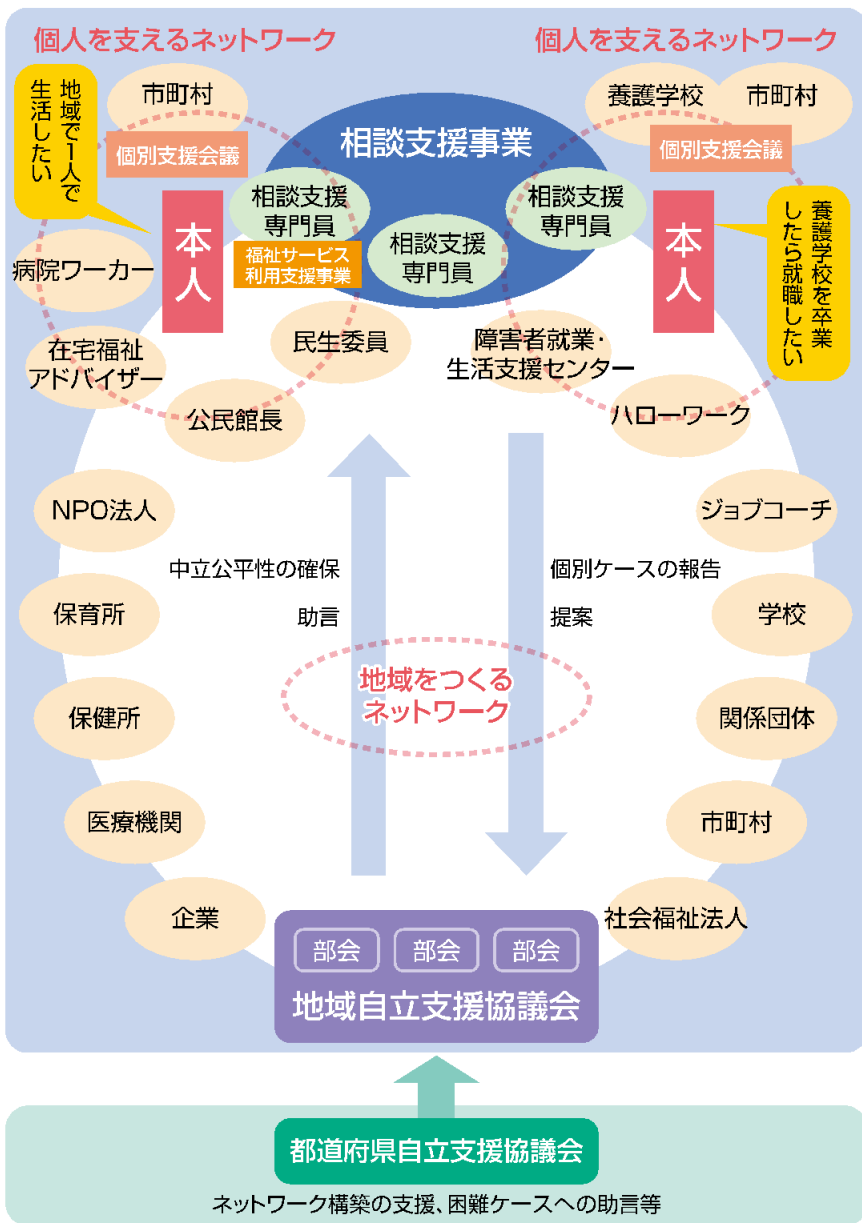 個人を支えるネットワーク
個人を支えるネットワーク
地域で1人で
生活したい
市町村
個別支援会議
本人
病院ワーカー
在宅福祉
アドバイザー
公民館長
民生委員
相談支援事業
相談支援
専門員
福祉サービス
利用支援事業
相談支援
専門員
相談支援
専門員
養護学校
市町村
個別支援会議
本人
養護学校を卒業
したら就職したい
障害者就業・
生活支援センター
ハローワーク
NPO法人
保育所
保健所
医療機関
企業
中立公平性の確保
助言
個別ケースの報告
提案
地域をつくる
ネットワーク
ジョブコーチ
学校
関係団体
市町村
社会福祉法人
部会
部会
部会
地域自立支援協議会
都道府県自立支援協議会
ネットワーク構築の支援、困難ケースへの助言等